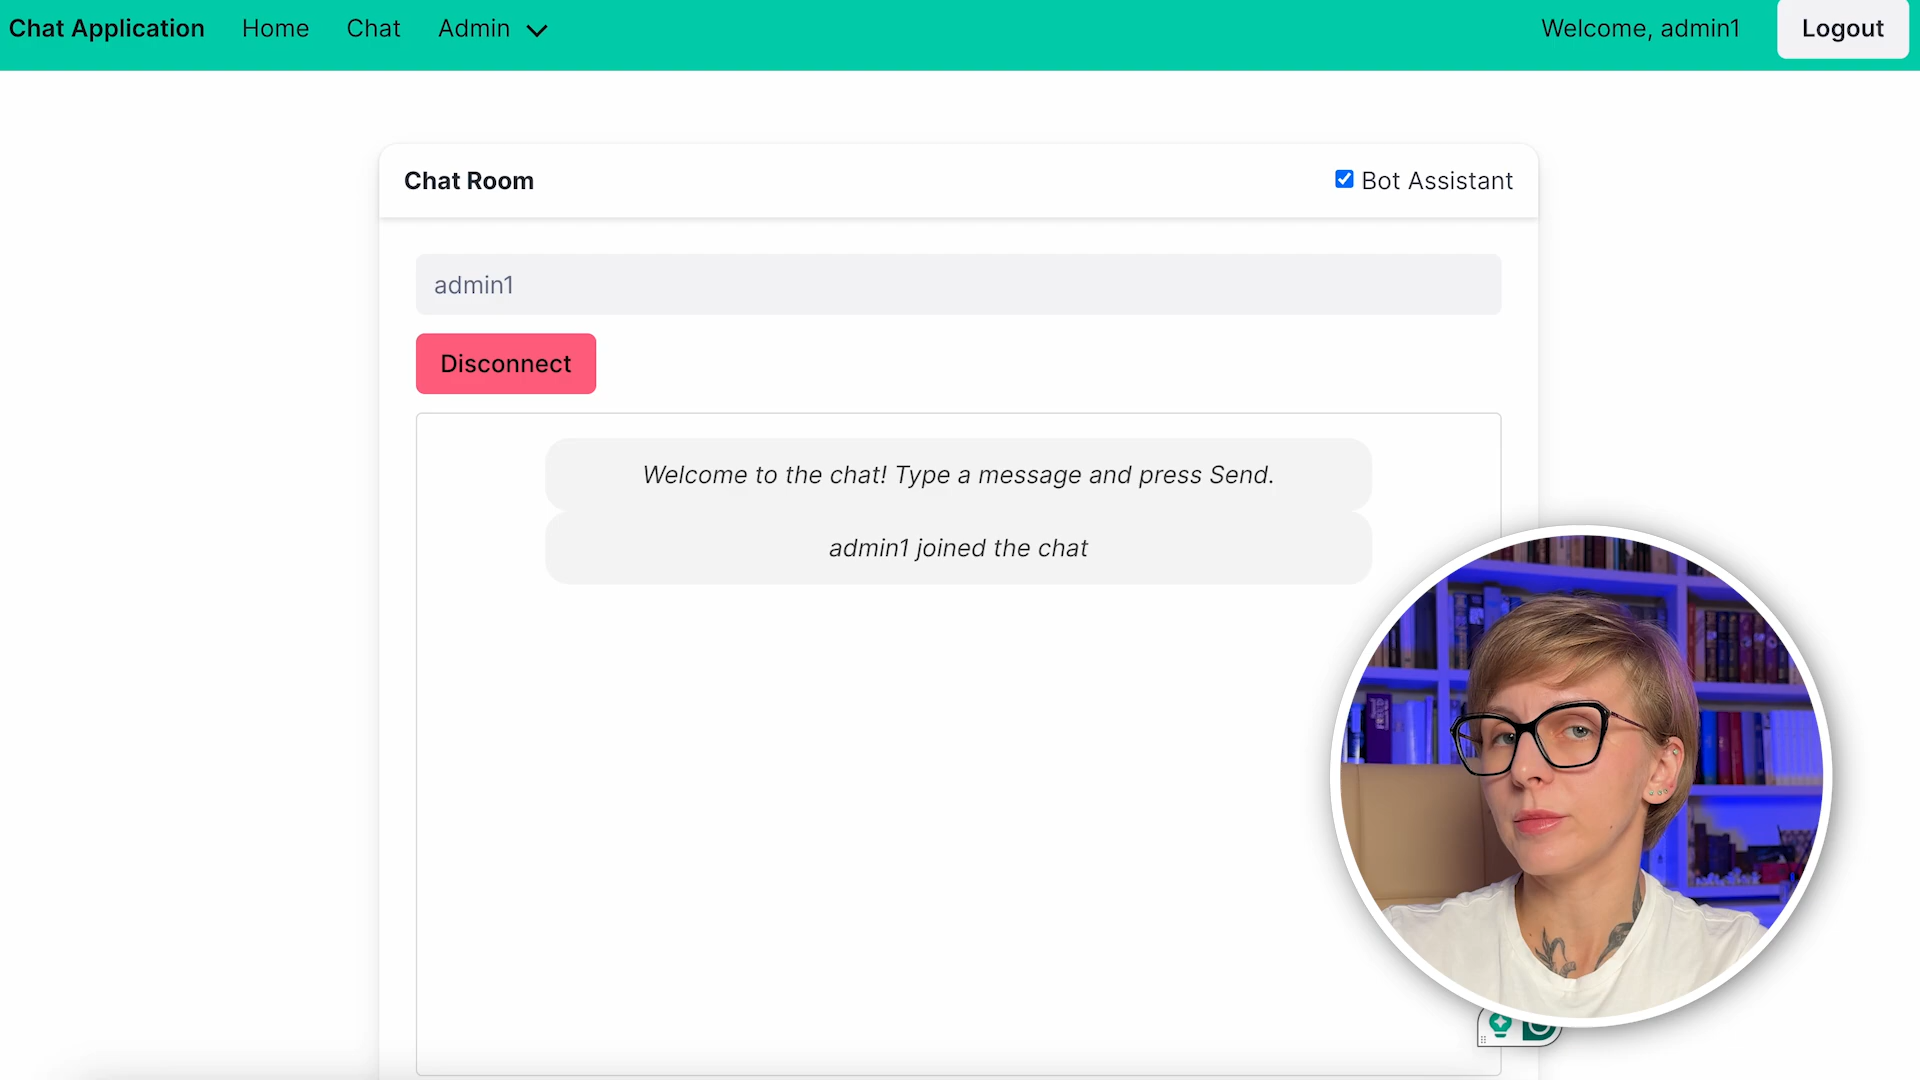 Chat Application Home Chat Admin Welcome, admin1 Logout
Chat Room Bot Assistant
admin1
Disconnect
Welcome to the chat! Type a message and press Send.
admin1 joined the chat